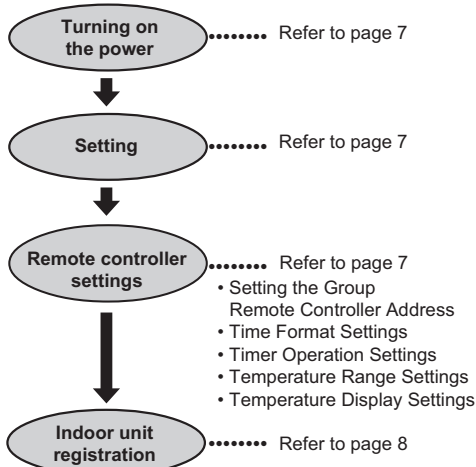 Turning on
the power
•••••••• Refer to page 7
Setting
•••••••• Refer to page 7
Remote controller
settings
•••••••• Refer to page 7
• Setting the Group
Remote Controller Address
• Time Format Settings
• Timer Operation Settings
• Temperature Range Settings
• Temperature Display Settings
Indoor unit
registration
•••••••• Refer to page 8